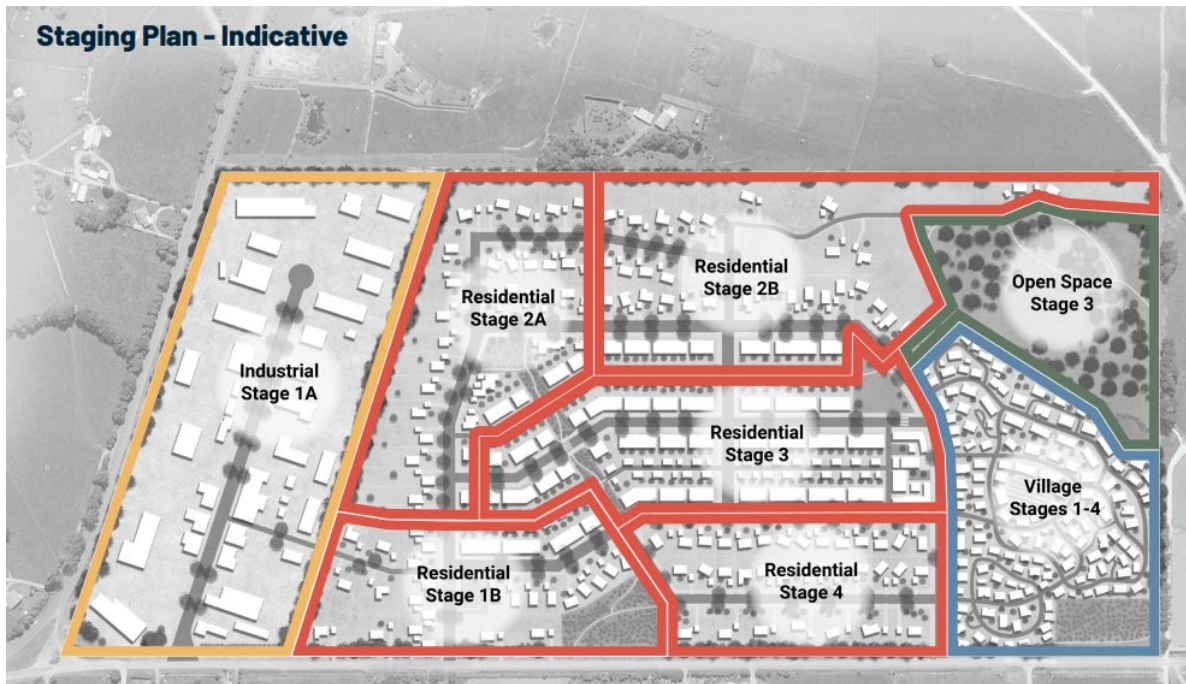 Staging Plan - Indicative
Residential
Stage 2B
Open Space
Stage 3
Residential
Stage 2A
Industrial
Stage 1A
Residential
Stage 3
Village
Stages 1-4
Residential
Stage 1B
Residential
Stage 4